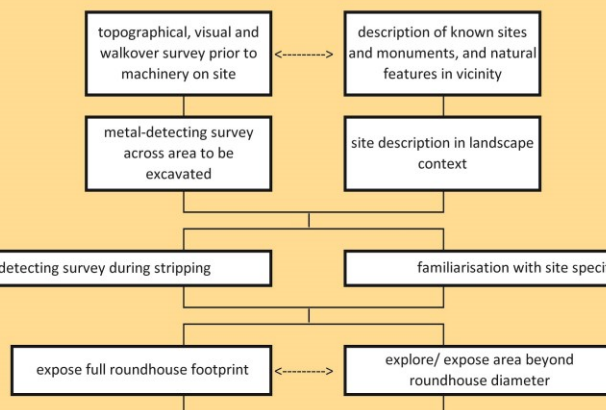 topographical, visual and
walkover survey prior to
machinery on site
<--------->
description of known sites
and monuments, and natural
features in vicinity
metal-detecting survey
across area to be
excavated
site description in landscape
context
detecting survey during stripping
familiarisation with site
expose full roundhouse footprint
<--------->
explore/ expose area beyond
roundhouse diameter